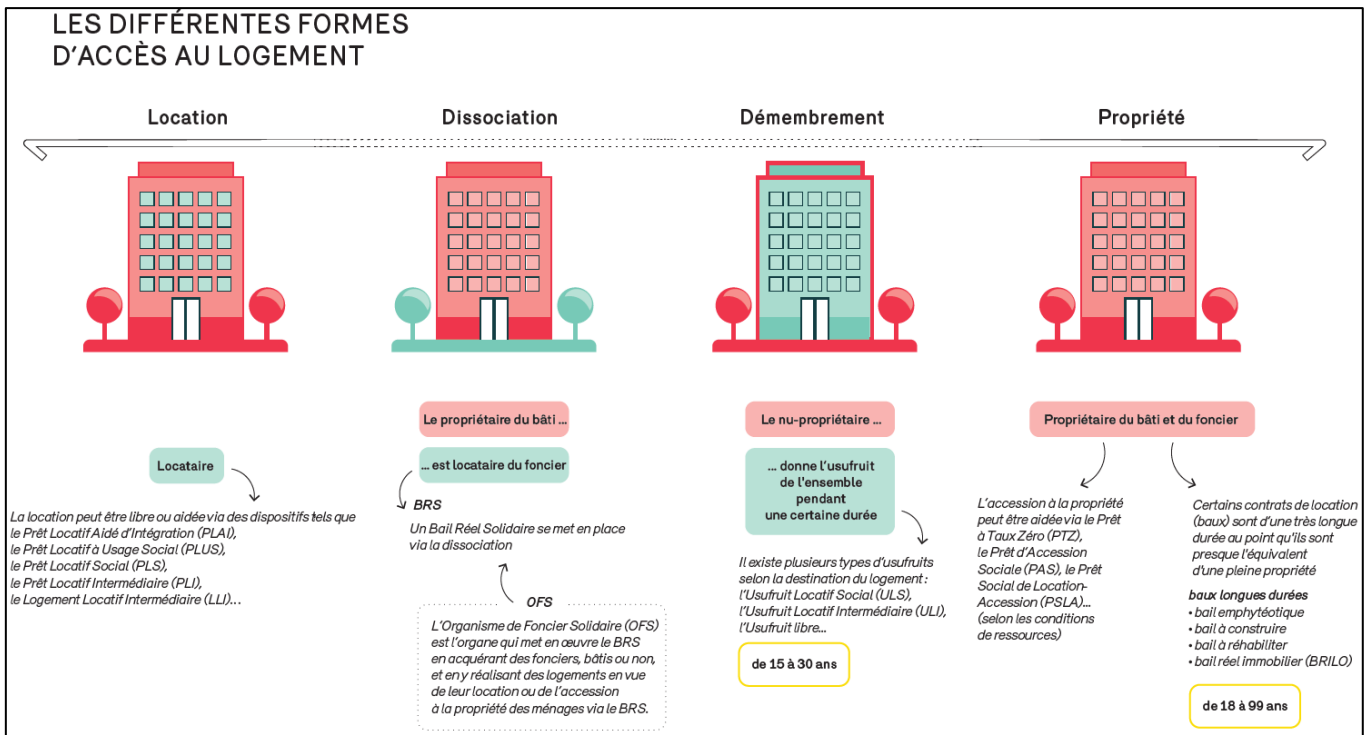 LES DIFFÉRENTES FORMES
D'ACCÈS AU LOGEMENT
Location
Dissociation
Démembrement
Propriété
Locataire
La location peut être libre ou aidée via des dispositifs tels que
le Prêt Locatif Aidé d'Intégration (PLAI),
le Prêt Locatif à Usage Social (PLUS),
le Prêt Locatif Social (PLS),
le Prêt Locatif Intermédiaire (PLI),
le Logement Locatif Intermédiaire (LLI)...
Le propriétaire du bâti ...
... est locataire du foncier
BRS
Un Bail Réel Solidaire se met en place
via la dissociation
OFS
L'Organisme de Foncier Solidaire (OFS)
est l'organe qui met en œuvre le BRS
en acquérant des fonciers, bâtis ou non,
et en y réalisant des logements en vue
de leur location ou de l'accession
à la propriété des ménages via le BRS.
Le nu-propriétaire ...
... donne l'usufruit
de l'ensemble
pendant
une certaine durée
Il existe plusieurs types d'usufruits
selon la destination du logement :
l'Usufruit Locatif Social (ULS),
l'Usufruit Locatif Intermédiaire (ULI),
l'Usufruit libre...
de 15 à 30 ans
Propriétaire du bâti et du foncier
L'accession à la propriété
peut être aidée via le Prêt
à Taux Zéro (PTZ),
le Prêt d'Accession
Sociale (PAS), le Prêt
Social de Location-
Accession (PSLA)...
(selon les conditions
de ressources)
Certains contrats de location
(baux) sont d'une très longue
durée au point qu'ils sont
presque l'équivalent
d'une pleine propriété
baux longues durées
• bail emphytéotique
• bail à construire
• bail à réhabiliter
• bail réel immobilier (BRILO)
de 18 à 99 ans